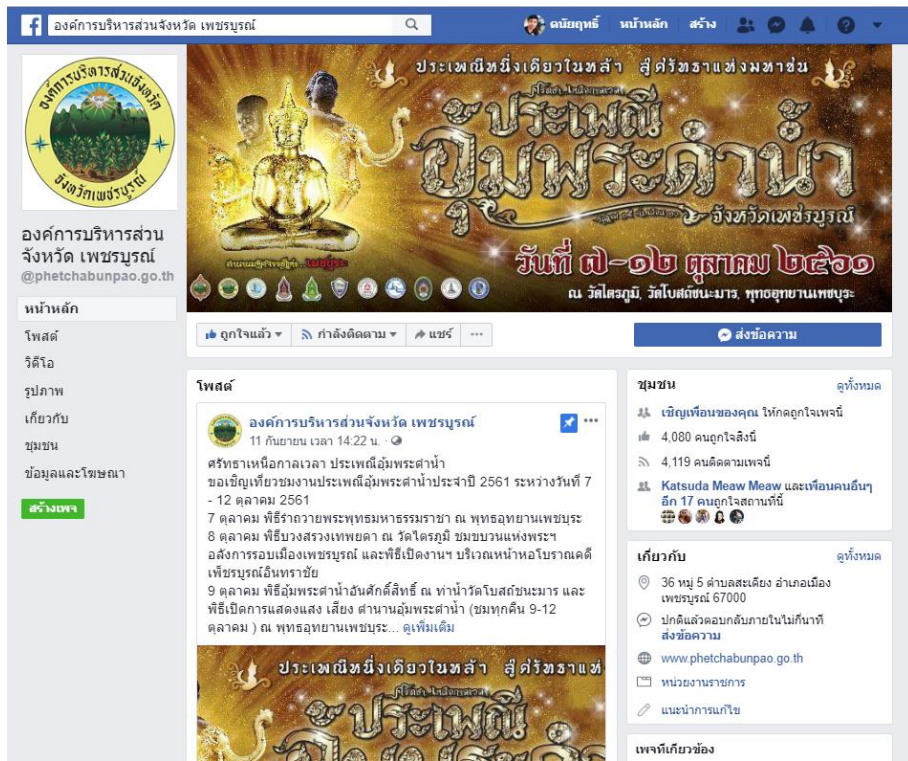 องค์การบริหารส่วนจังหวัด เพชรบูรณ์
ดนัยฤทธิ์ หน้าหลัก สร้าง
องค์การบริหารส่วนจังหวัด
จังหวัดเพชรบูรณ์
องค์การบริหารส่วน
จังหวัด เพชรบูรณ์
@phetchabunpao.go.th
หน้าหลัก
โพสต์
วิดีโอ
รูปภาพ
เกี่ยวกับ
ชุมชน
ข้อมูลและโฆษณา
สร้างเพจ
ประเพณีหนึ่งเดียวในหล้า สู่ศรัทธาแห่งมหาชน
ประเพณี
อุ้มพระดำน้ำ
จังหวัดเพชรบูรณ์
วันที่ ๗-๑๒ ตุลาคม ๒๕๖๑
ณ วัดไตรภูมิ, วัดโบสถ์ชนะมาร, พุทธอุทยานเพชบุระ
ถูกใจแล้ว กำลังติดตาม แชร์ ...
ส่งข้อความ
โพสต์
องค์การบริหารส่วนจังหวัด เพชรบูรณ์
11 กันยายน เวลา 14:22 น. ·
ศรัทธาเหนือกาลเวลา ประเพณีอุ้มพระดำน้ำ
ขอเชิญเที่ยวชมงานประเพณีอุ้มพระดำน้ำประจำปี 2561 ระหว่างวันที่ 7
- 12 ตุลาคม 2561
7 ตุลาคม พิธีรำถวายพระพุทธมหาธรรมราชา ณ พุทธอุทยานเพชบุระ
8 ตุลาคม พิธีบวงสรวงเทพยดา ณ วัดไตรภูมิ ชมขบวนแห่งพระฯ
อลังการรอบเมืองเพชรบูรณ์ และพิธีเปิดงานฯ บริเวณหน้าหอโบราณคดี
เพ็ชรบูรณ์อินทราชัย
9 ตุลาคม พิธีอุ้มพระดำน้ำอันศักดิ์สิทธิ์ ณ ท่าน้ำวัดโบสถ์ชนะมาร และ
พิธีเปิดการแสดงแสง เสียง ตำนานอุ้มพระดำน้ำ (ชมทุกคืน 9-12
ตุลาคม ) ณ พุทธอุทยานเพชบุระ... ดูเพิ่มเติม
ประเพณีหนึ่งเดียวในหล้า สู่ศรัทธาแห่
ประเพณี
ชุมชน ดูทั้งหมด
เชิญเพื่อนของคุณ ให้กดถูกใจเพจนี้
4,080 คนถูกใจสิ่งนี้
4,119 คนติดตามเพจนี้
Katsuda Meaw Meaw และเพื่อนคนอื่นๆ
อีก 17 คนถูกใจสถานที่นี้
เกี่ยวกับ ดูทั้งหมด
36 หมู่ 5 ตำบลสะเดียง อำเภอเมือง
เพชรบูรณ์ 67000
ปกติแล้วตอบกลับภายในไม่กี่นาที
ส่งข้อความ
www.phetchabunpao.go.th
หน่วยงานราชการ
แนะนำการแก้ไข
เพจที่เกี่ยวข้อง